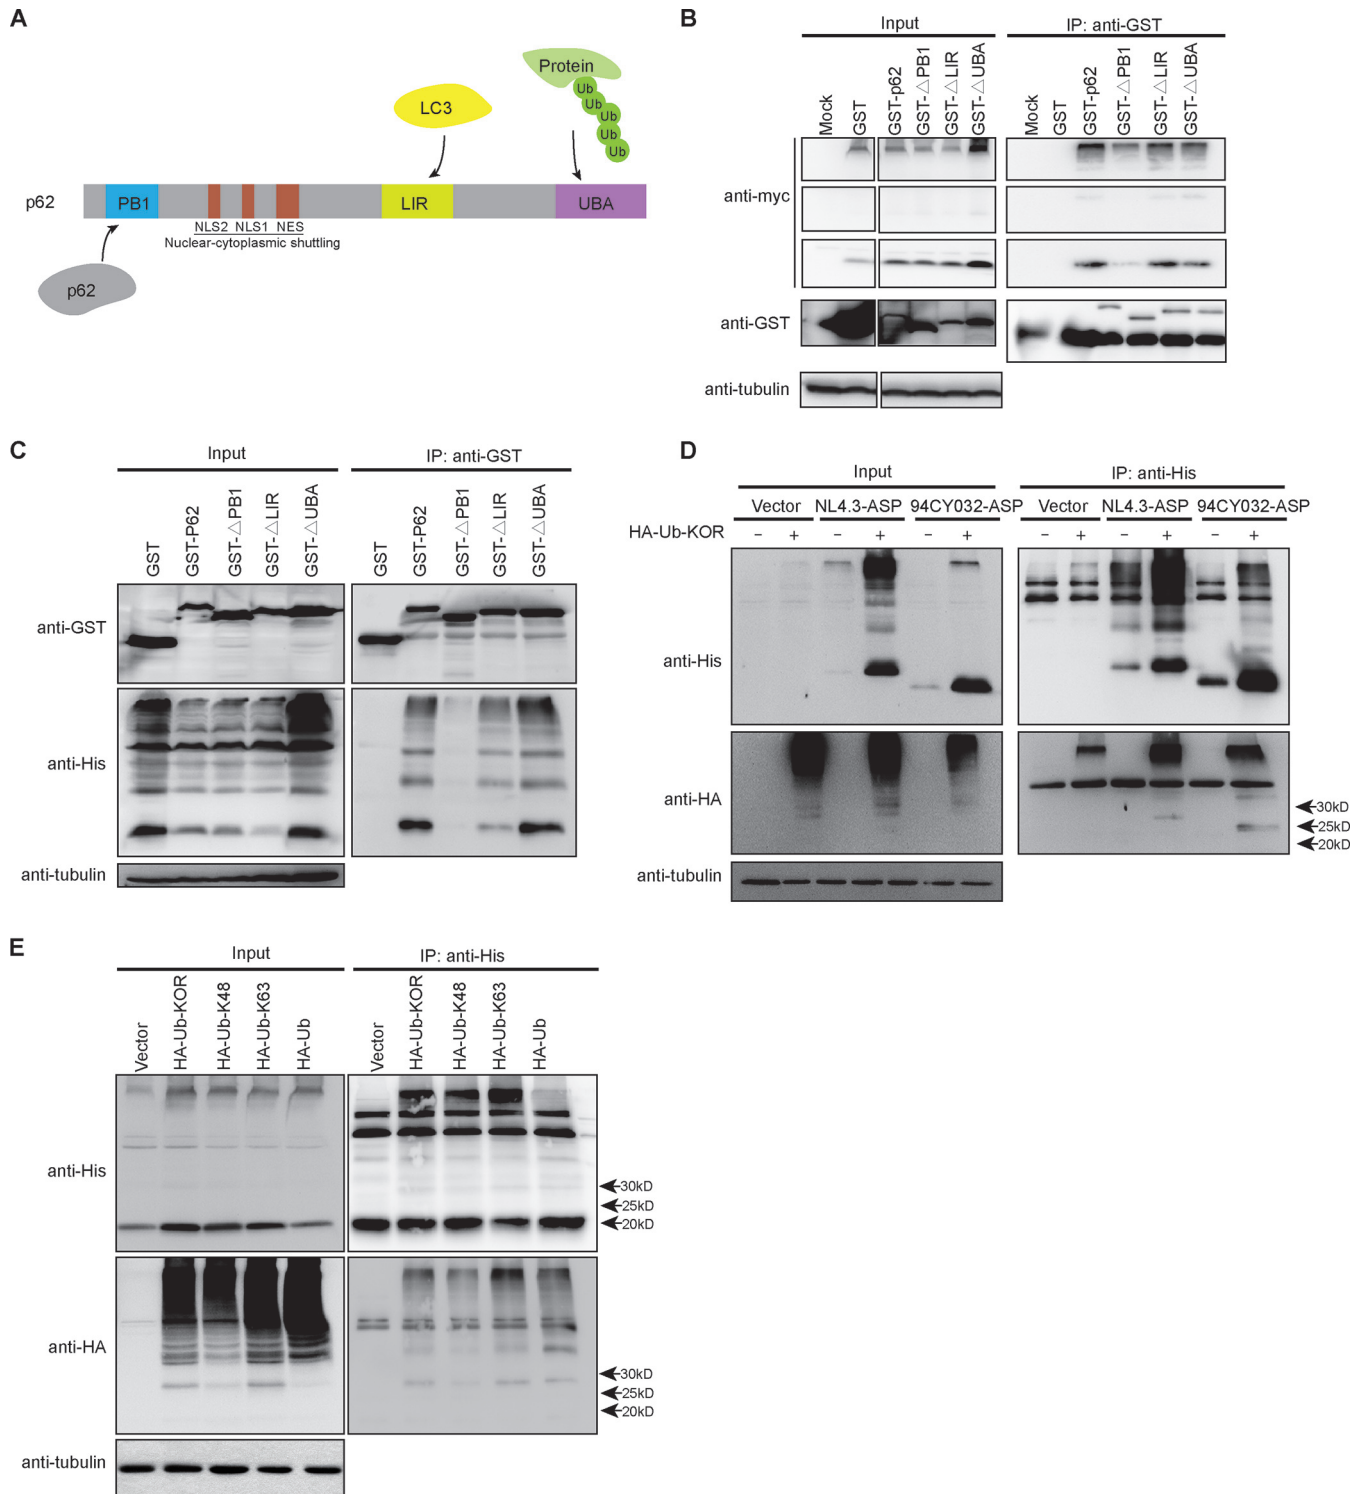 A
Protein
Ub
Ub
Ub
Ub
Ub
LC3
p62
PB1
LIR
UBA
NLS2 NLS1 NES
Nuclear-cytoplasmic shuttling
p62
B
Input
IP: anti-GST
Mock
GST
GST-p62
GST-△PB1
GST-△LIR
GST-△UBA
Mock
GST
GST-p62
GST-△PB1
GST-△LIR
GST-△UBA
anti-myc
anti-GST
anti-tubulin
C
Input
IP: anti-GST
GST
GST-P62
GST-△PB1
GST-△LIR
GST-△UBA
GST
GST-P62
GST-△PB1
GST-△LIR
GST-△UBA
anti-GST
anti-His
anti-tubulin
D
Input
IP: anti-His
Vector NL4.3-ASP 94CY032-ASP
Vector NL4.3-ASP 94CY032-ASP
HA-Ub-KOR - + - + - + - + - + - +
anti-His
anti-HA
30kD
25kD
20kD
anti-tubulin
E
Input
IP: anti-His
Vector
HA-Ub-KOR
HA-Ub-K48
HA-Ub-K63
HA-Ub
Vector
HA-Ub-KOR
HA-Ub-K48
HA-Ub-K63
HA-Ub
anti-His
30kD
25kD
20kD
anti-HA
30kD
25kD
20kD
anti-tubulin